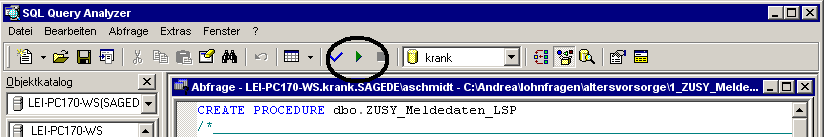 SQL Query Analyzer
Datei Bearbeiten Abfrage Extras Fenster ?
krank
Objektkatalog
LEI-PC170-WS(SAGED
LEI-PC170-WS
Abfrage - LEI-PC170-WS.krank.SAGEDE\aschmidt - C:\Andrea\lohnfragen\altersvorsorge\1_ZUSY_Melde...
CREATE PROCEDURE dbo.ZUSY_Meldedaten_LSP
/*